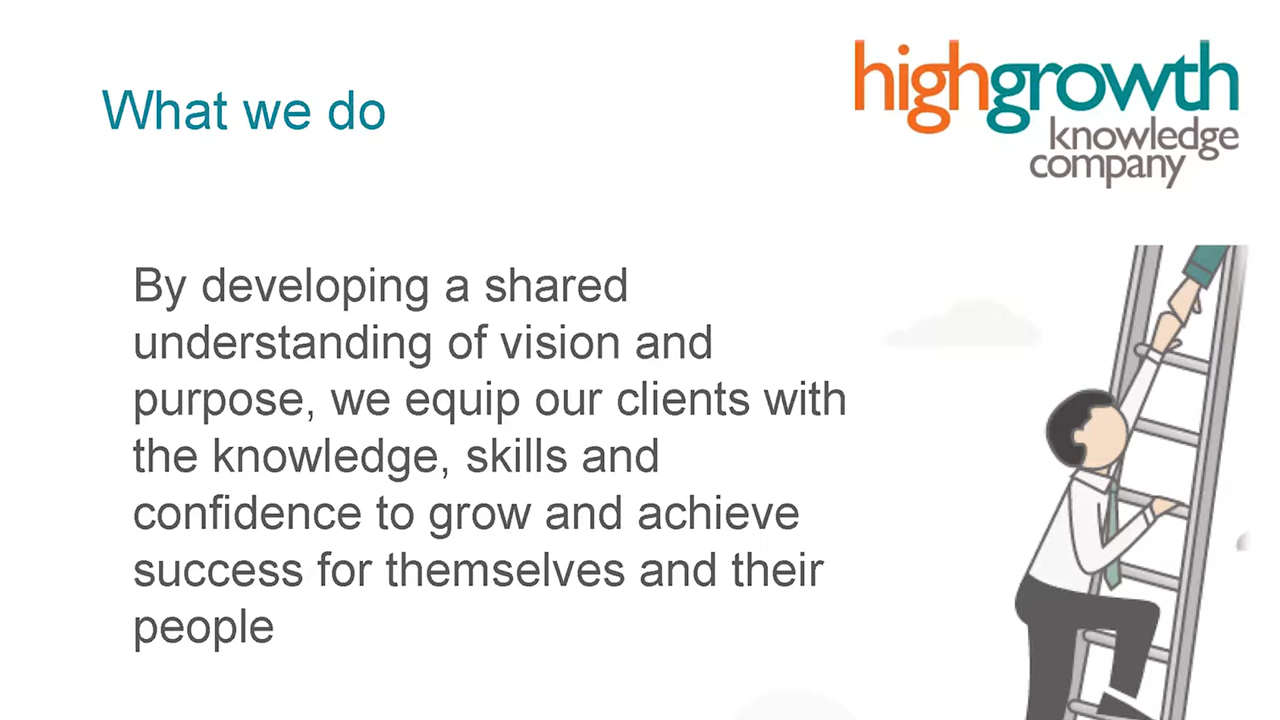 What we do
highgrowth
knowledge
company
By developing a shared
understanding of vision and
purpose, we equip our clients with
the knowledge, skills and
confidence to grow and achieve
success for themselves and their
people